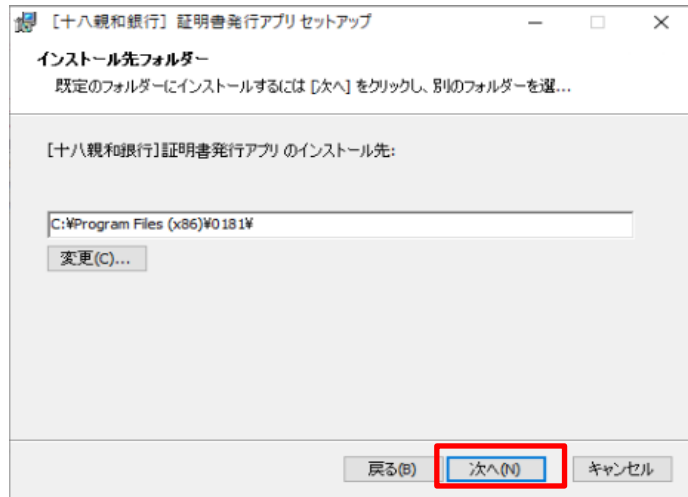 [十八親和銀行] 証明書発行アプリ セットアップ
インストール先フォルダー
既定のフォルダーにインストールするには [次へ] をクリックし、別のフォルダーを選...
[十八親和銀行]証明書発行アプリ のインストール先:
C:¥Program Files (x86)¥0181¥
変更(C)...
戻る(B) 次へ(N) キャンセル